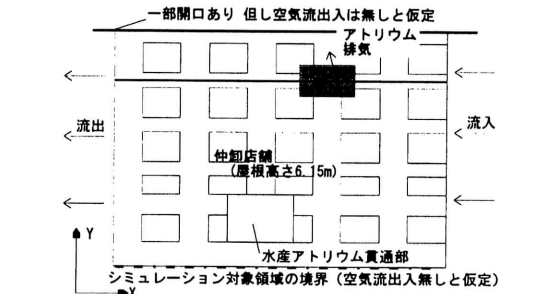 一部開口あり 但し空気流出入は無しと仮定
アトリウム
排気
流出
流入
仲卸店舗
(屋根高さ6.15m)
Y
水産アトリウム貫通部
シミュレーション対象領域の境界（空気流出入無しと仮定）
X